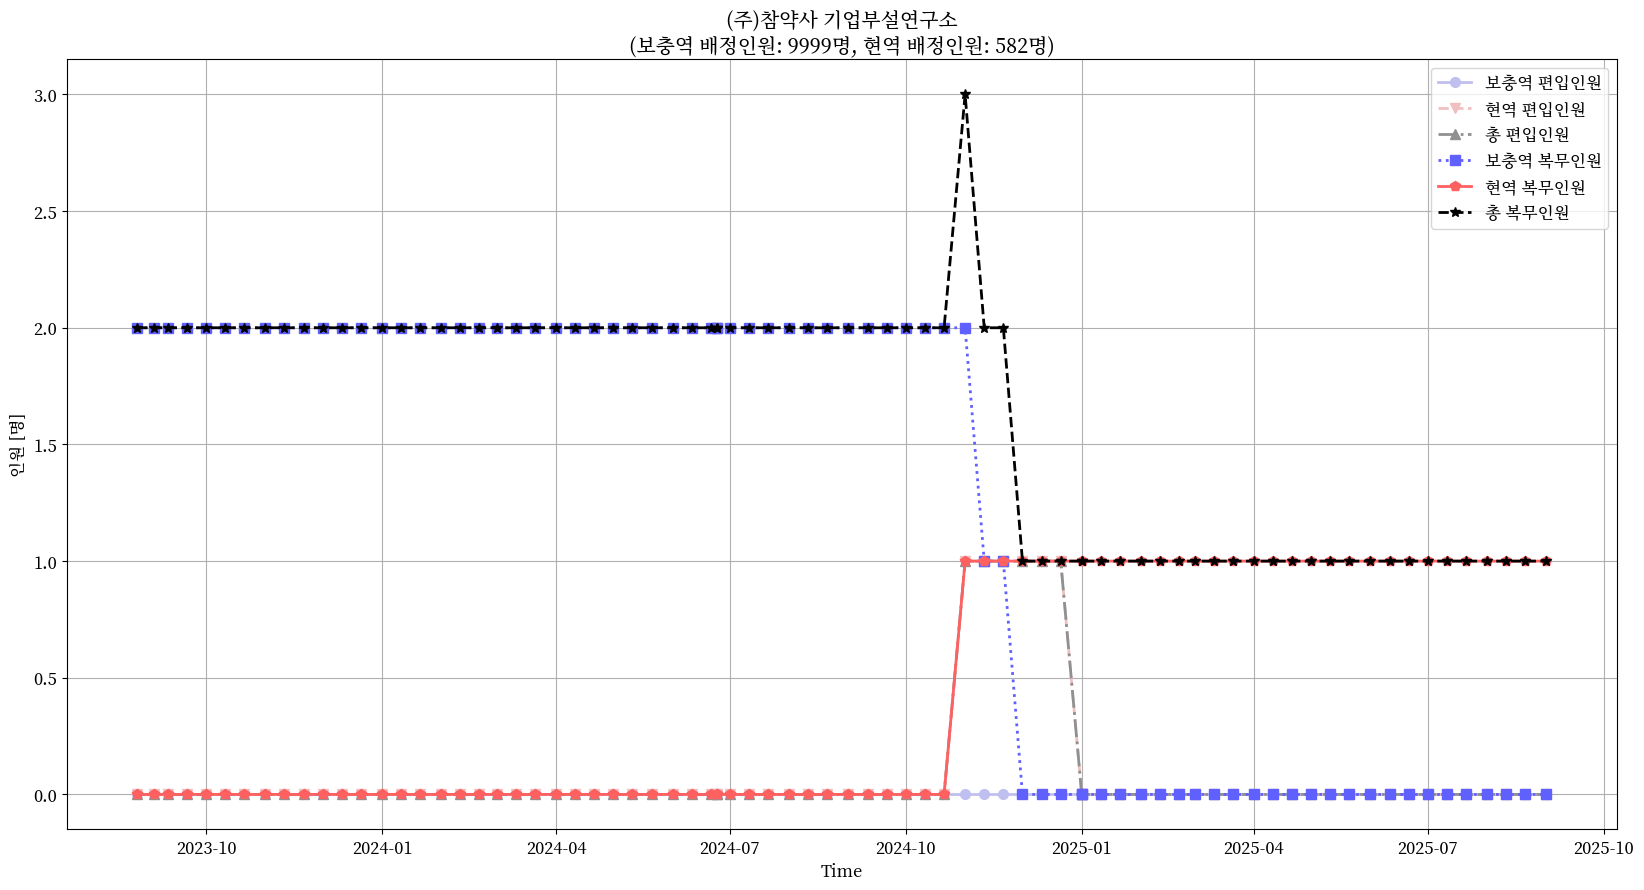 (주)참약사 기업부설연구소
(보충역 배정인원: 9999명, 현역 배정인원: 582명)
보충역 편입인원
현역 편입인원
총 편입인원
보충역 복무인원
현역 복무인원
총 복무인원
인원 [명]
3.0
2.5
2.0
1.5
1.0
0.5
0.0
2023-10
2024-01
2024-04
2024-07
2024-10
2025-01
2025-04
2025-07
2025-10
Time